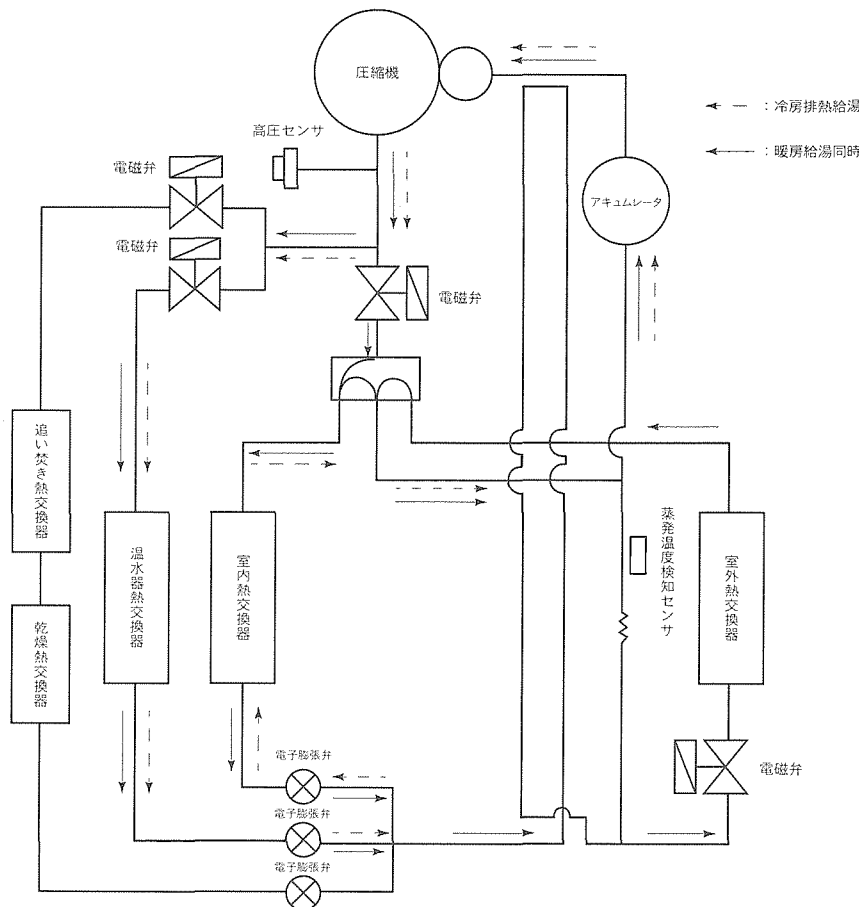 圧縮機
高圧センサ
電磁弁
電磁弁
電磁弁
アキュムレータ
：冷房排熱給湯
：暖房給湯同時
追い焚き熱交換器
乾燥熱交換器
温水器熱交換器
室内熱交換器
蒸発温度検知センサ
室外熱交換器
電磁弁
電子膨張弁
電子膨張弁
電子膨張弁